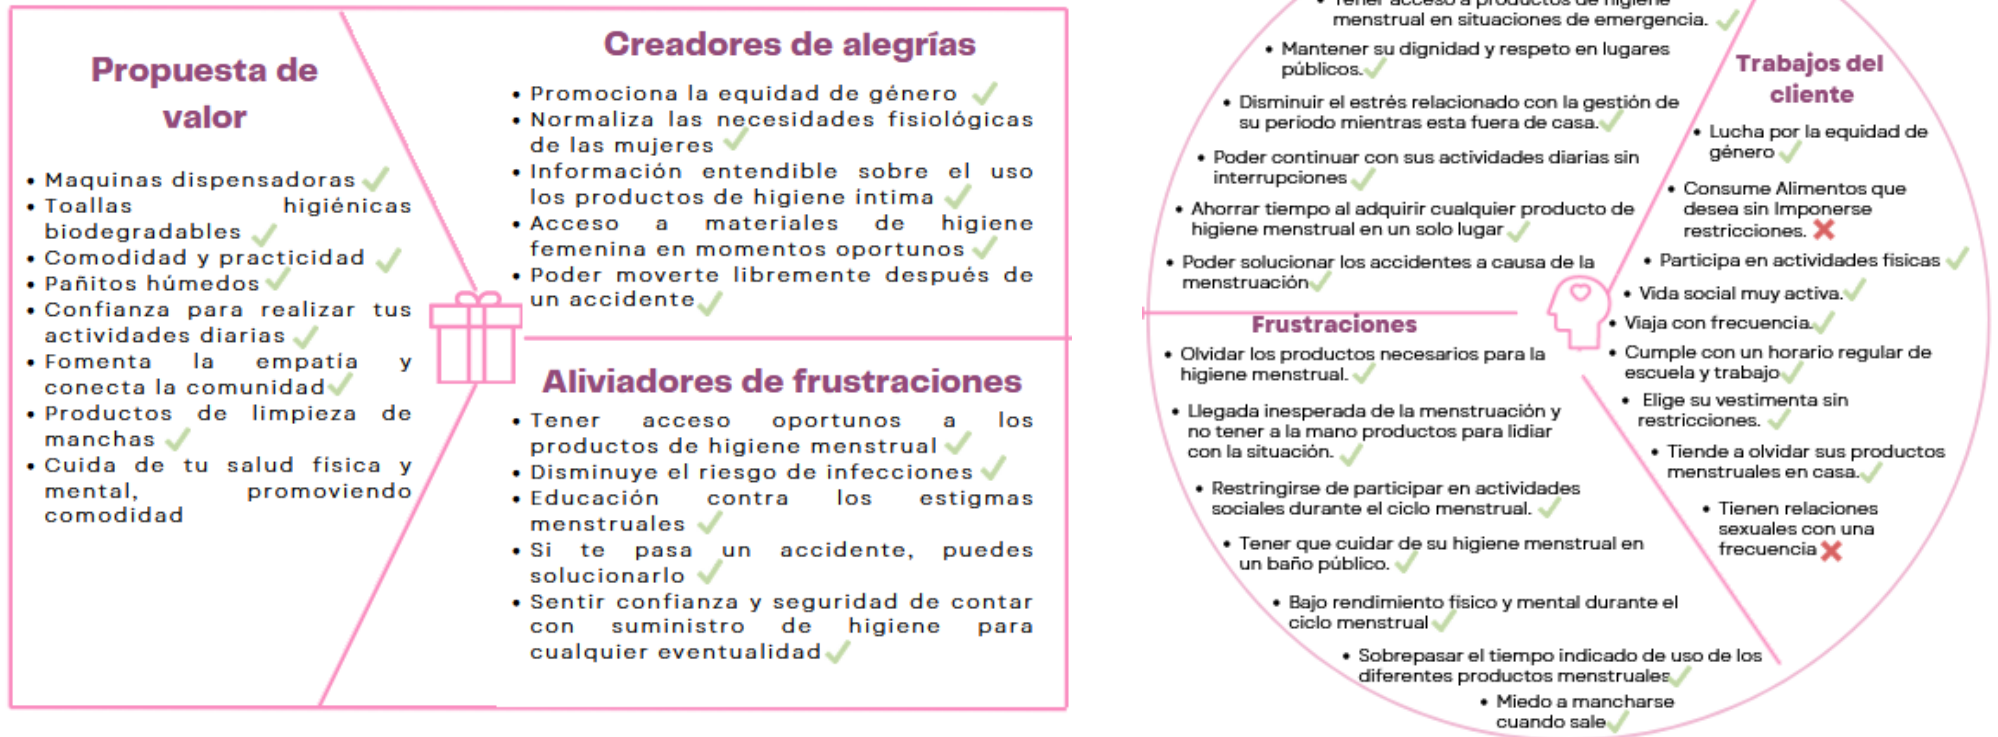 Propuesta de
valor
• Maquinas dispensadoras
• Toallas higiénicas
biodegradables
• Comodidad y practicidad
• Pañitos húmedos
• Confianza para realizar tus
actividades diarias
• Fomenta la empatía y
conecta la comunidad
• Productos de limpieza de
manchas
• Cuida de tu salud física y
mental, promoviendo
comodidad
Creadores de alegrías
• Promociona la equidad de género
• Normaliza las necesidades fisiológicas
de las mujeres
• Información entendible sobre el uso
los productos de higiene íntima
• Acceso a materiales de higiene
femenina en momentos oportunos
• Poder moverte libremente después de
un accidente
Aliviadores de frustraciones
• Tener acceso oportunos a los
productos de higiene menstrual
• Disminuye el riesgo de infecciones
• Educación contra los estigmas
menstruales
• Si te pasa un accidente, puedes
solucionarlo
• Sentir confianza y seguridad de contar
con suministro de higiene para
cualquier eventualidad
• Tener acceso a productos de higiene
menstrual en situaciones de emergencia.
• Mantener su dignidad y respeto en lugares
públicos.
• Disminuir el estrés relacionado con la gestión de
su periodo mientras esta fuera de casa.
• Poder continuar con sus actividades diarias sin
interrupciones
• Ahorrar tiempo al adquirir cualquier producto de
higiene menstrual en un solo lugar
• Poder solucionar los accidentes a causa de la
menstruación
Frustraciones
• Olvidar los productos necesarios para la
higiene menstrual.
• Llegada inesperada de la menstruación y
no tener a la mano productos para lidiar
con la situación.
• Restringirse de participar en actividades
sociales durante el ciclo menstrual.
• Tener que cuidar de su higiene menstrual en
un baño público.
• Bajo rendimiento físico y mental durante el
ciclo menstrual
• Sobrepasar el tiempo indicado de uso de los
diferentes productos menstruales
• Miedo a mancharse
cuando sale
Trabajos del
cliente
• Lucha por la equidad de
género
• Consume Alimentos que
desea sin Imponerse
restricciones.
• Participa en actividades físicas
• Vida social muy activa.
• Viaja con frecuencia.
• Cumple con un horario regular de
escuela y trabajo
• Elige su vestimenta sin
restricciones.
• Tiende a olvidar sus productos
menstruales en casa.
• Tienen relaciones
sexuales con una
frecuencia